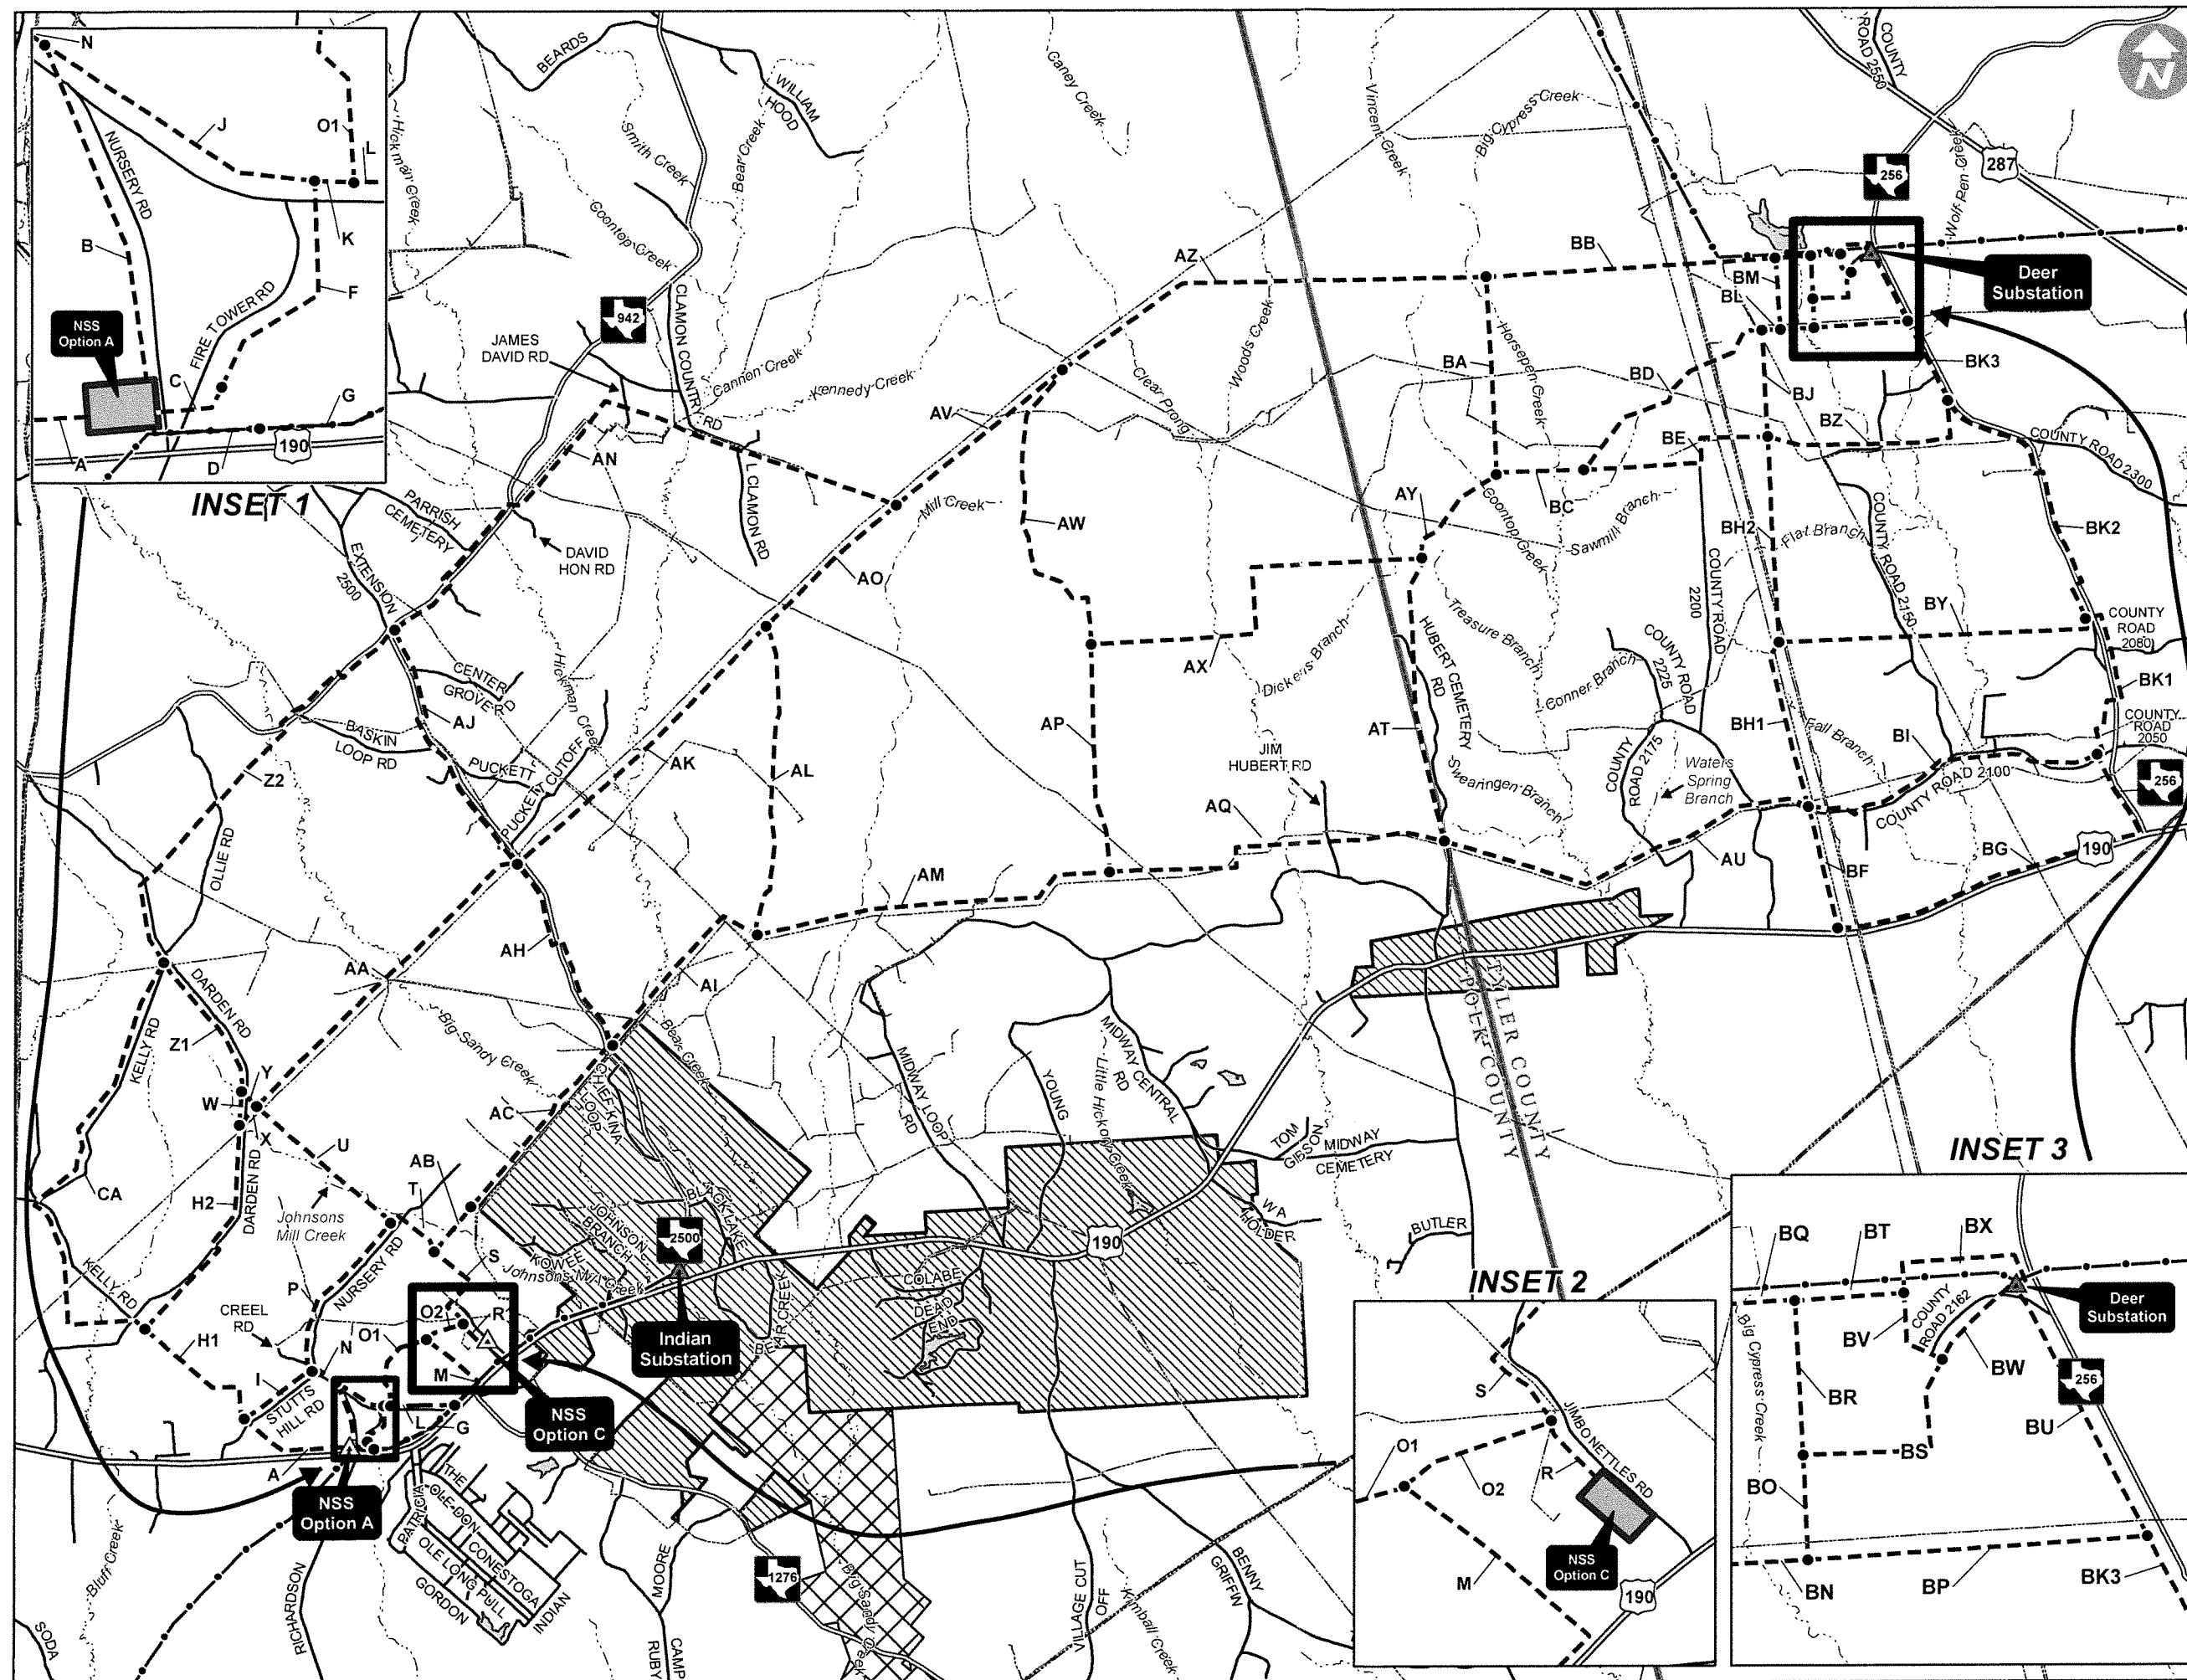 N
J
O1
L
NURSERY RD
B
K
F
FIRE TOWER RD
NSS
Option A
C
G
190
A
D
INSET 1
Hickman Creek
BEARDS
WILLIAM
HOOD
Smith Creek
Bear Creek
Coontop Creek
942
CLAMON COUNTRY RD
JAMES
DAVID RD
Cannon Creek
Kennedy Creek
Caney Creek
Vincent Creek
Big Cypress Creek
COUNTY
ROAD 2550
N
256
287
Wolf Pen Creek
Deer
Substation
AZ
BB
BM
BL
Woods Creek
Horsepen Creek
Clear Prong
BA
BD
BJ
BZ
BK3
AV
BE
COUNTY ROAD 2300
AN
L CLAMON RD
PARRISH
CEMETERY
DAVID
HON RD
EXTENSION
2500
Mill Creek
AW
AY
BC
Coontop Creek
Sawmill Branch
BH2
Flat Branch
COUNTY ROAD 2150
BK2
AO
COUNTY ROAD
2200
BY
COUNTY
ROAD
2080
CENTER
GROVE RD
AJ
Hickman Creek
BASKIN
LOOP RD
PUCKETT
PUCKETT CUTOFF
AK
AL
AX
AP
Dickens Branch
HUBERT CEMETERY
RD
Treasure Branch
Conner Branch
COUNTY ROAD
2225
AT
BH1
Fall Branch
BI
BK1
COUNTY
ROAD
2050
JIM
HUBERT RD
Swearingen Branch
COUNTY
ROAD 2175
Waters
Spring
Branch
COUNTY ROAD 2100
256
Z2
OLLIE RD
AQ
AU
BF
BG
190
AM
AH
AA
AI
DARDEN RD
Z1
KELLY RD
Big Sandy Creek
Bear Creek
TYLER COUNTY
POLK COUNTY
MIDWAY LOOP
RD
YOUNG
Little Hickory Creek
MIDWAY CENTRAL
RD
TOM
GIBSON
MIDWAY
CEMETERY
Y
W
X
U
AC
CHIEF KINA
LOOP
AB
T
CA
H2
DARDEN RD
Johnsons
Mill Creek
NURSERY RD
P
S
JOHNSON
BRANCH
BLACK LAKE
KOWEE
Johnsons Mill Creek
2500
190
WA
HOLDER
BUTLER
COLABE
DEAD
END
BEAR CREEK
KELLY RD
CREEL
RD
H1
N
O1
O2
R
M
I
STUTTS
HILL RD
L
G
A
Indian
Substation
NSS
Option C
NSS
Option A
THE
OLE DON
CONESTOGA
PATRICIA
OLE LONG PULL
GORDON
INDIAN
RICHARDSON
Bluff Creek
SODA
MOORE
CAMP
RUBY
1276
Big Sandy Creek
VILLAGE CUT
OFF
Kimball Creek
BENNY
GRIFFIN
INSET 2
S
JIMBO NETTLES RD
O1
O2
R
M
NSS
Option C
190
INSET 3
BQ
BT
BX
Deer
Substation
COUNTY
ROAD 2162
BV
BW
Big Cypress Creek
BR
256
BU
BS
BO
BN
BP
BK3